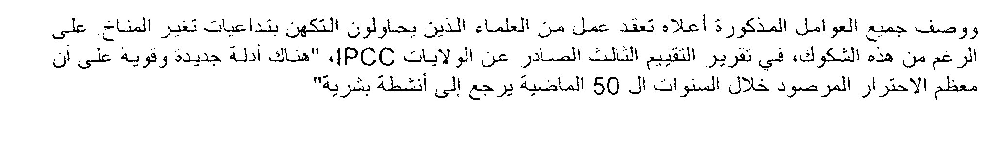 ووصف جميع العوامل المذكورة أعلاه تعقد عمل من العلماء الذين يحاولون التكهن بتداعيات تغير المناخ. على
الرغم من هذه الشكوك، في تقرير التقييم الثالث الصادر عن الولايات IPCC، "هناك أدلة جديدة وقوية على أن
معظم الاحترار المرصود خلال السنوات ال 50 الماضية يرجع إلى أنشطة بشرية"